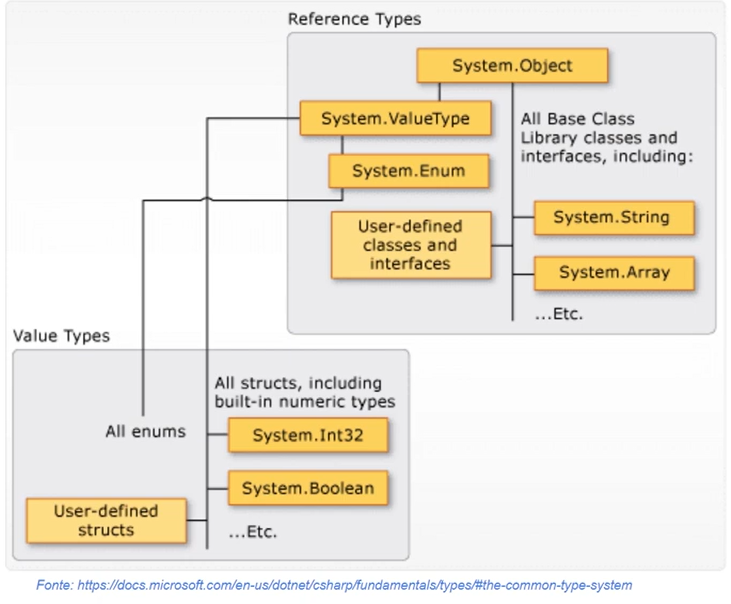 Reference Types
System.Object
System.ValueType
All Base Class
Library classes and
interfaces, including:
System.Enum
System.String
User-defined
classes and
interfaces
System.Array
...Etc.
Value Types
All structs, including
built-in numeric types
All enums
System.Int32
System.Boolean
User-defined
structs
...Etc.
Fonte: https://docs.microsoft.com/en-us/dotnet/csharp/fundamentals/types/#the-common-type-system